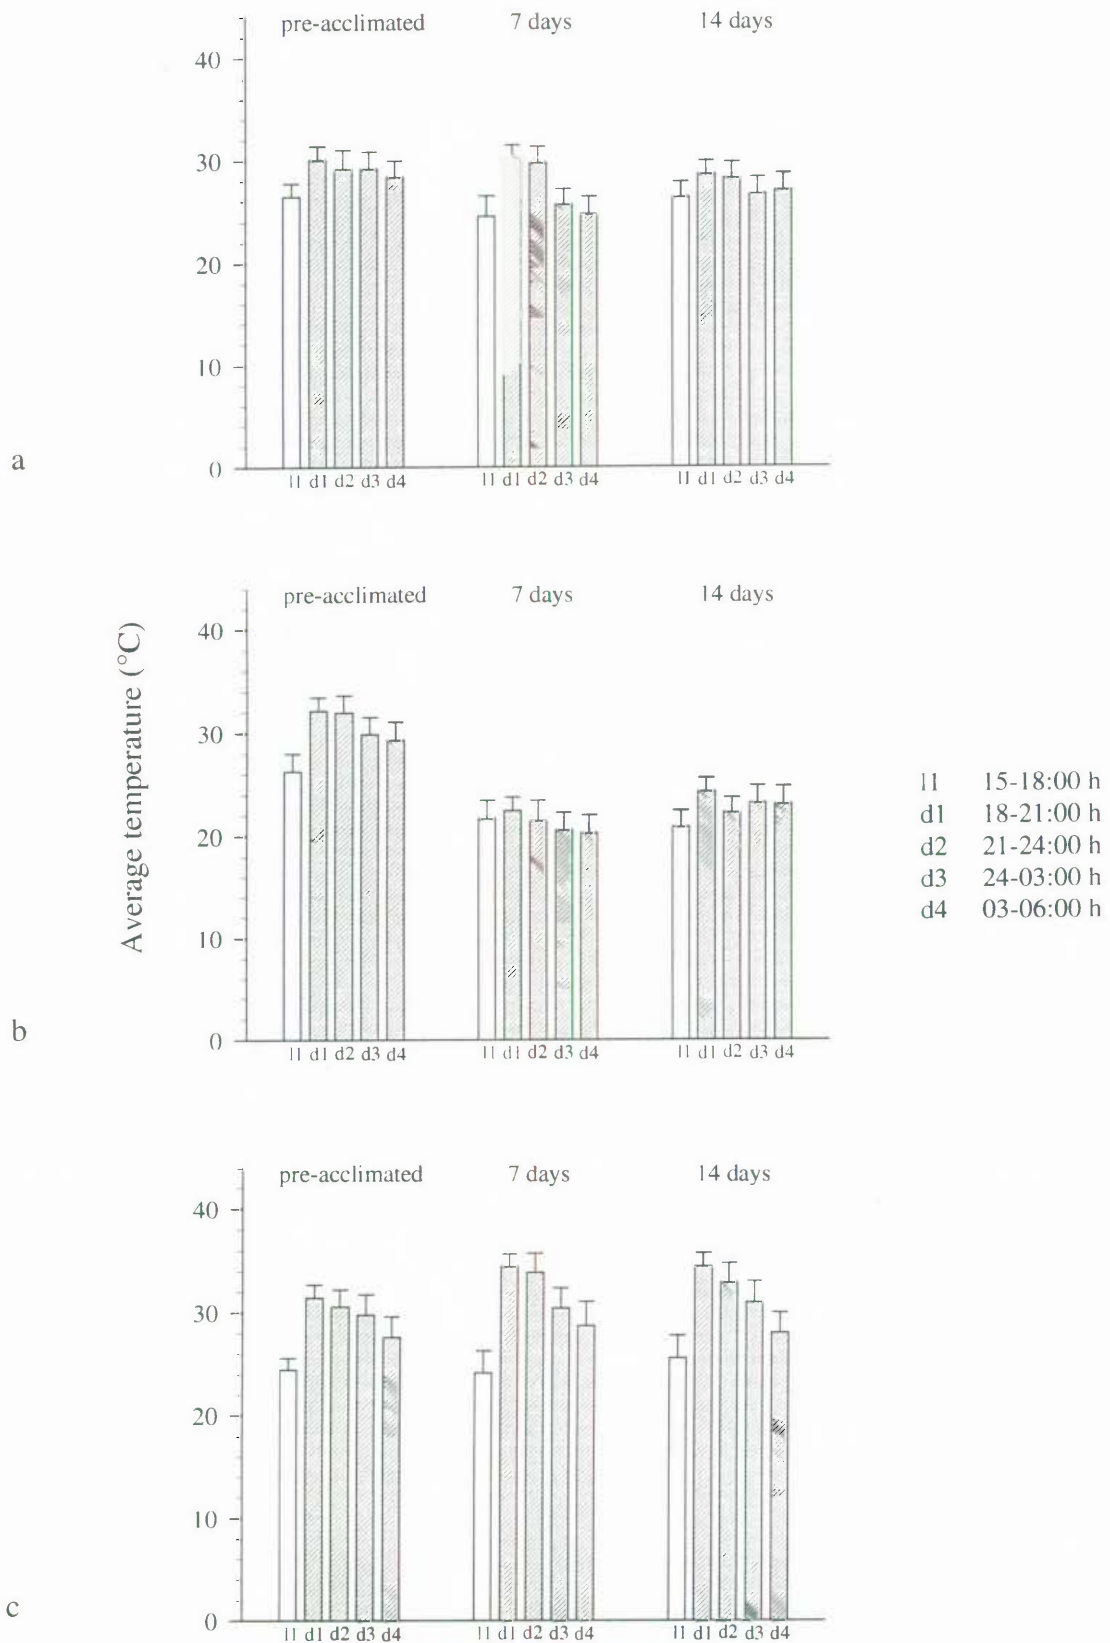 pre-acclimated 7 days 14 days
40
30
20
10
0
a
l1 d1 d2 d3 d4 l1 d1 d2 d3 d4 l1 d1 d2 d3 d4
pre-acclimated 7 days 14 days
40
30
20
10
0
b
l1 d1 d2 d3 d4 l1 d1 d2 d3 d4 l1 d1 d2 d3 d4
Average temperature (°C)
l1 15-18:00 h
d1 18-21:00 h
d2 21-24:00 h
d3 24-03:00 h
d4 03-06:00 h
pre-acclimated 7 days 14 days
40
30
20
10
0
c
l1 d1 d2 d3 d4 l1 d1 d2 d3 d4 l1 d1 d2 d3 d4